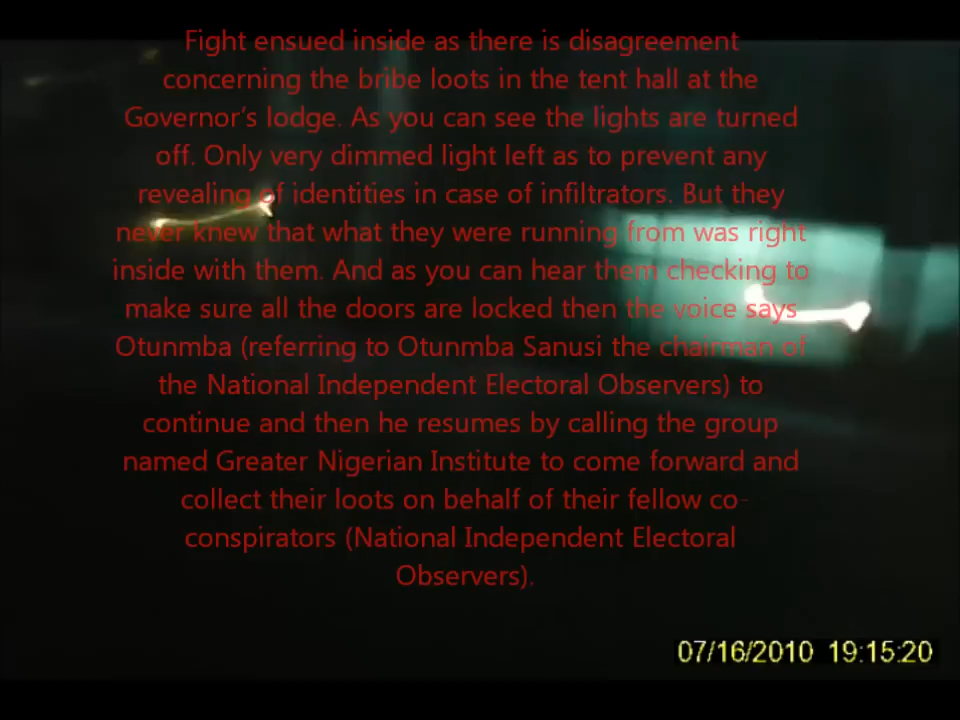 Fight ensued inside as there is disagreement
concerning the bribe loots in the tent hall at the
Governor's lodge. As you can see the lights are turned
off. Only very dimmed light left as to prevent any
revealing of identities in case of infiltrators. But they
never knew that what they were running from was right
inside with them. And as you can hear them checking to
make sure all the doors are locked then the voice says
Otunmba (referring to Otunmba Sanusi the chairman of
the National Independent Electoral Observers) to
continue and then he resumes by calling the group
named Greater Nigerian Institute to come forward and
collect their loots on behalf of their fellow co-
conspirators (National Independent Electoral
Observers).
07/16/2010 19:15:20